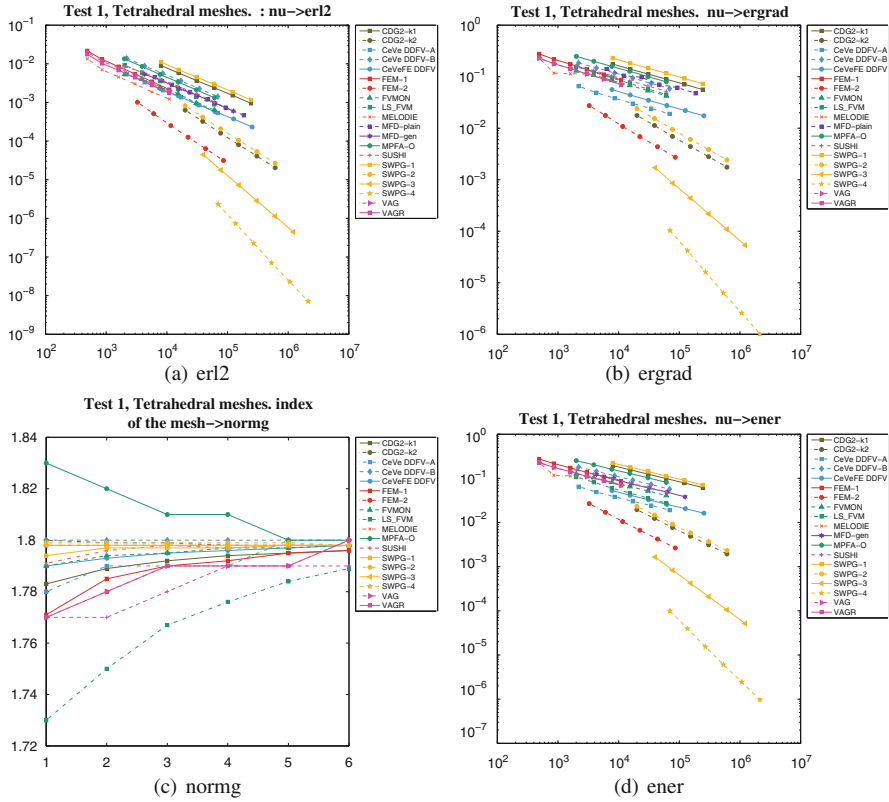 Test 1, Tetrahedral meshes. : nu->erl2
10^-1
10^-2
10^-3
10^-4
10^-5
10^-6
10^-7
10^-8
10^-9
10^2 10^3 10^4 10^5 10^6 10^7
CDG2-k1
CDG2-k2
CeVe DDFV-A
CeVe DDFV-B
CeVeFE DDFV
FEM-1
FEM-2
FVMON
LS_FVM
MELODIE
MFD-plain
MFD-gen
MPFA-O
SUSHI
SWPG-1
SWPG-2
SWPG-3
SWPG-4
VAG
VAGR
(a) erl2
Test 1, Tetrahedral meshes. nu->ergrad
10^0
10^-1
10^-2
10^-3
10^-4
10^-5
10^-6
10^2 10^3 10^4 10^5 10^6 10^7
CDG2-k1
CDG2-k2
CeVe DDFV-A
CeVe DDFV-B
CeVeFE DDFV
FEM-1
FEM-2
FVMON
LS_FVM
MELODIE
MFD-plain
MFD-gen
MPFA-O
SUSHI
SWPG-1
SWPG-2
SWPG-3
SWPG-4
VAG
VAGR
(b) ergrad
Test 1, Tetrahedral meshes. index
of the mesh->normg
1.84
1.82
1.8
1.78
1.76
1.74
1.72
1 2 3 4 5 6
CDG2-k1
CDG2-k2
CeVe DDFV-A
CeVe DDFV-B
CeVeFE DDFV
FEM-1
FEM-2
FVMON
LS_FVM
MELODIE
MPFA-O
SUSHI
SWPG-1
SWPG-2
SWPG-3
SWPG-4
VAG
VAGR
(c) normg
Test 1, Tetrahedral meshes. nu->ener
10^0
10^-1
10^-2
10^-3
10^-4
10^-5
10^-6
10^-7
10^2 10^3 10^4 10^5 10^6 10^7
CDG2-k1
CDG2-k2
CeVe DDFV-A
CeVe DDFV-B
CeVeFE DDFV
FEM-1
FEM-2
FVMON
LS_FVM
MELODIE
MFD-gen
MPFA-O
SUSHI
SWPG-1
SWPG-2
SWPG-3
SWPG-4
VAG
VAGR
(d) ener